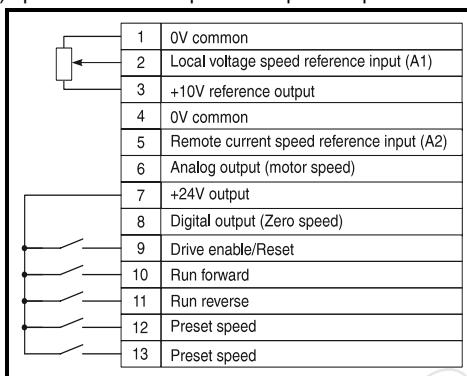 1 0V common
2 Local voltage speed reference input (A1)
3 +10V reference output
4 0V common
5 Remote current speed reference input (A2)
6 Analog output (motor speed)
7 +24V output
8 Digital output (Zero speed)
9 Drive enable/Reset
10 Run forward
11 Run reverse
12 Preset speed
13 Preset speed